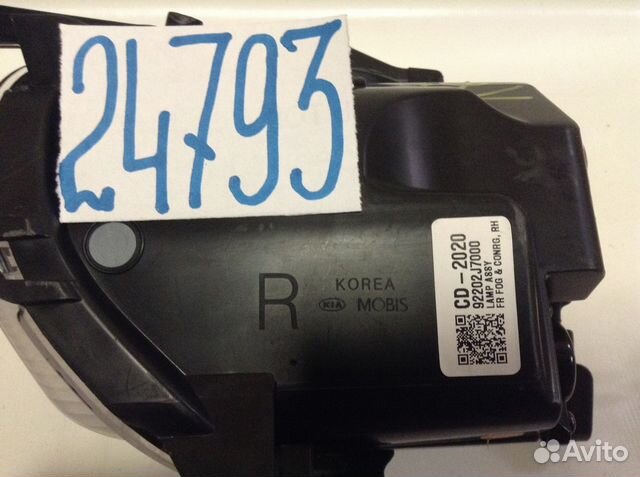 24793
R
KOREA
KIA MOBIS
CD-2020
92202J7000
LAMP ASSY
FR FOG & CONRG, RH
Avito